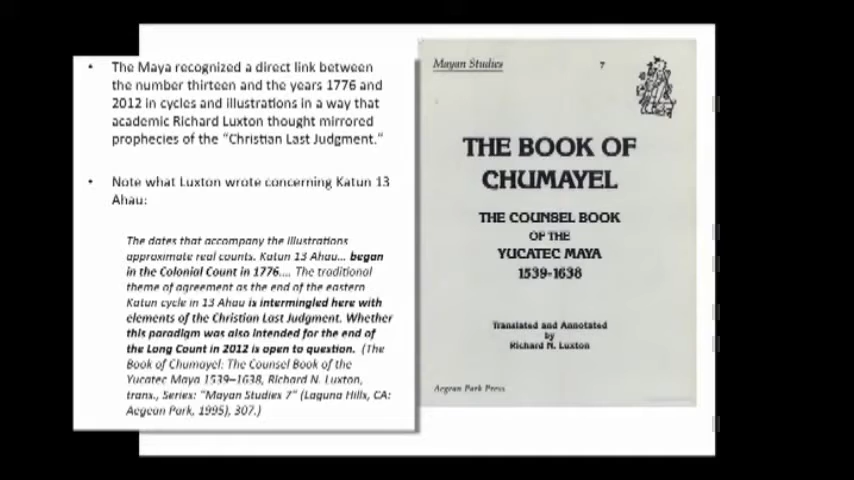 • The Maya recognized a direct link between
the number thirteen and the years 1776 and
2012 in cycles and illustrations in a way that
academic Richard Luxton thought mirrored
prophecies of the “Christian Last Judgment.”
• Note what Luxton wrote concerning Katun 13
Ahau:
The dates that accompany the illustrations
approximate real counts. Katun 13 Ahau... began
in the Colonial Count in 1776.... The traditional
theme of agreement as the end of the eastern
Katun cycle in 13 Ahau is intermingled here with
elements of the Christian Last Judgment. Whether
this paradigm was also intended for the end of
the Long Count in 2012 is open to question. (The
Book of Chumayel: The Counsel Book of the
Yucatec Maya 1539–1638, Richard N. Luxton,
trans., Series: “Mayan Studies 7” (Laguna Hills, CA:
Aegean Park, 1995), 307.)
Mayan Studies 7
THE BOOK OF
CHUMAYEL
THE COUNSEL BOOK
OF THE
YUCATEC MAYA
1539-1638
Translated and Annotated
by
Richard N. Luxton
Aegean Park Press